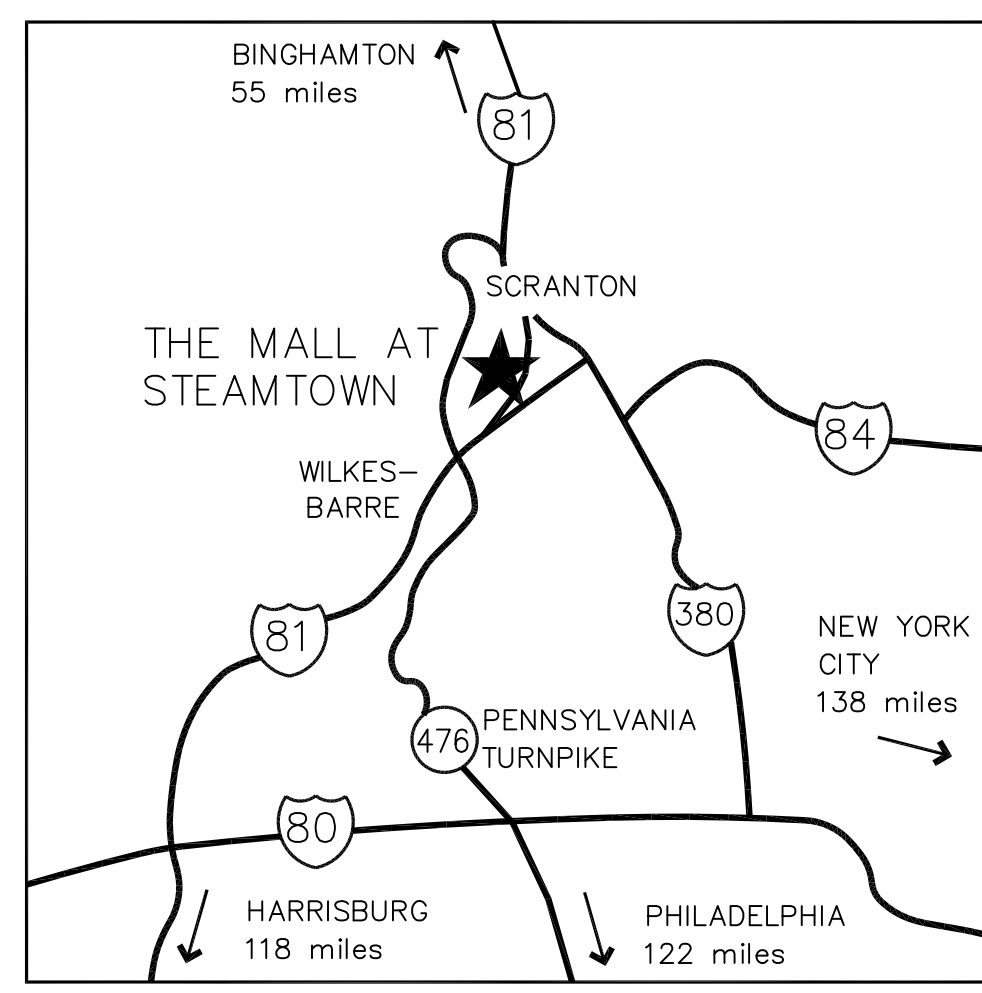 BINGHAMTON
55 miles
81
SCRANTON
THE MALL AT
STEAMTOWN
84
WILKES-
BARRE
380
81
NEW YORK
CITY
138 miles
476
PENNSYLVANIA
TURNPIKE
80
HARRISBURG
118 miles
PHILADELPHIA
122 miles